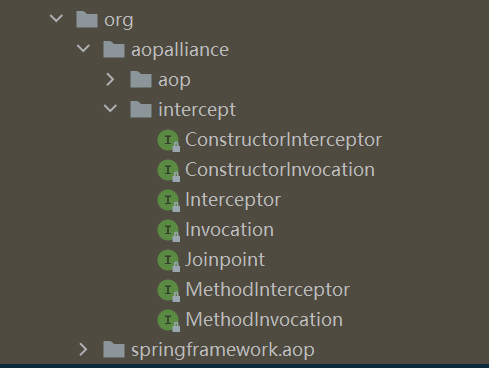 org
aopalliance
aop
intercept
ConstructorInterceptor
ConstructorInvocation
Interceptor
Invocation
Joinpoint
MethodInterceptor
MethodInvocation
springframework.aop